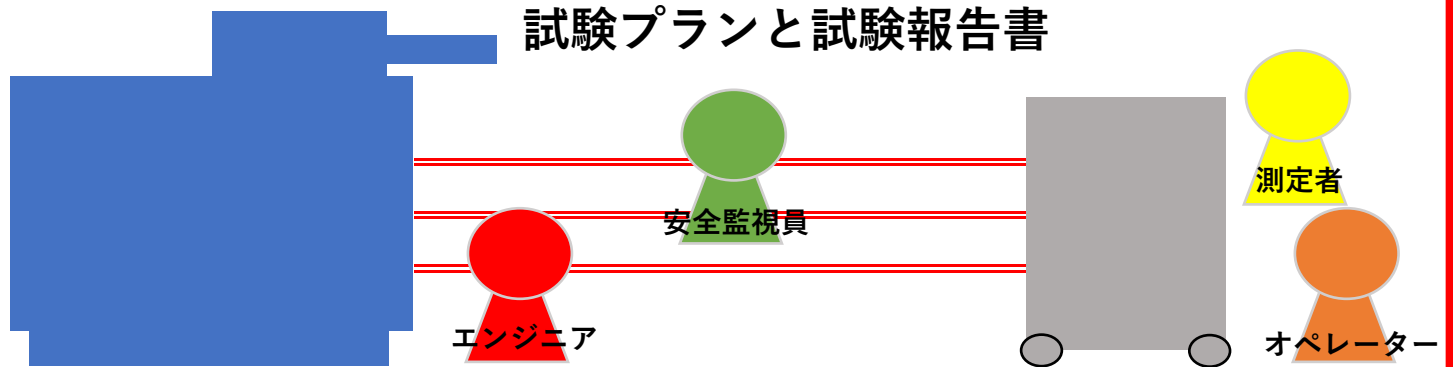 試験プランと試験報告書
測定者
安全監視員
エンジニア
オペレーター